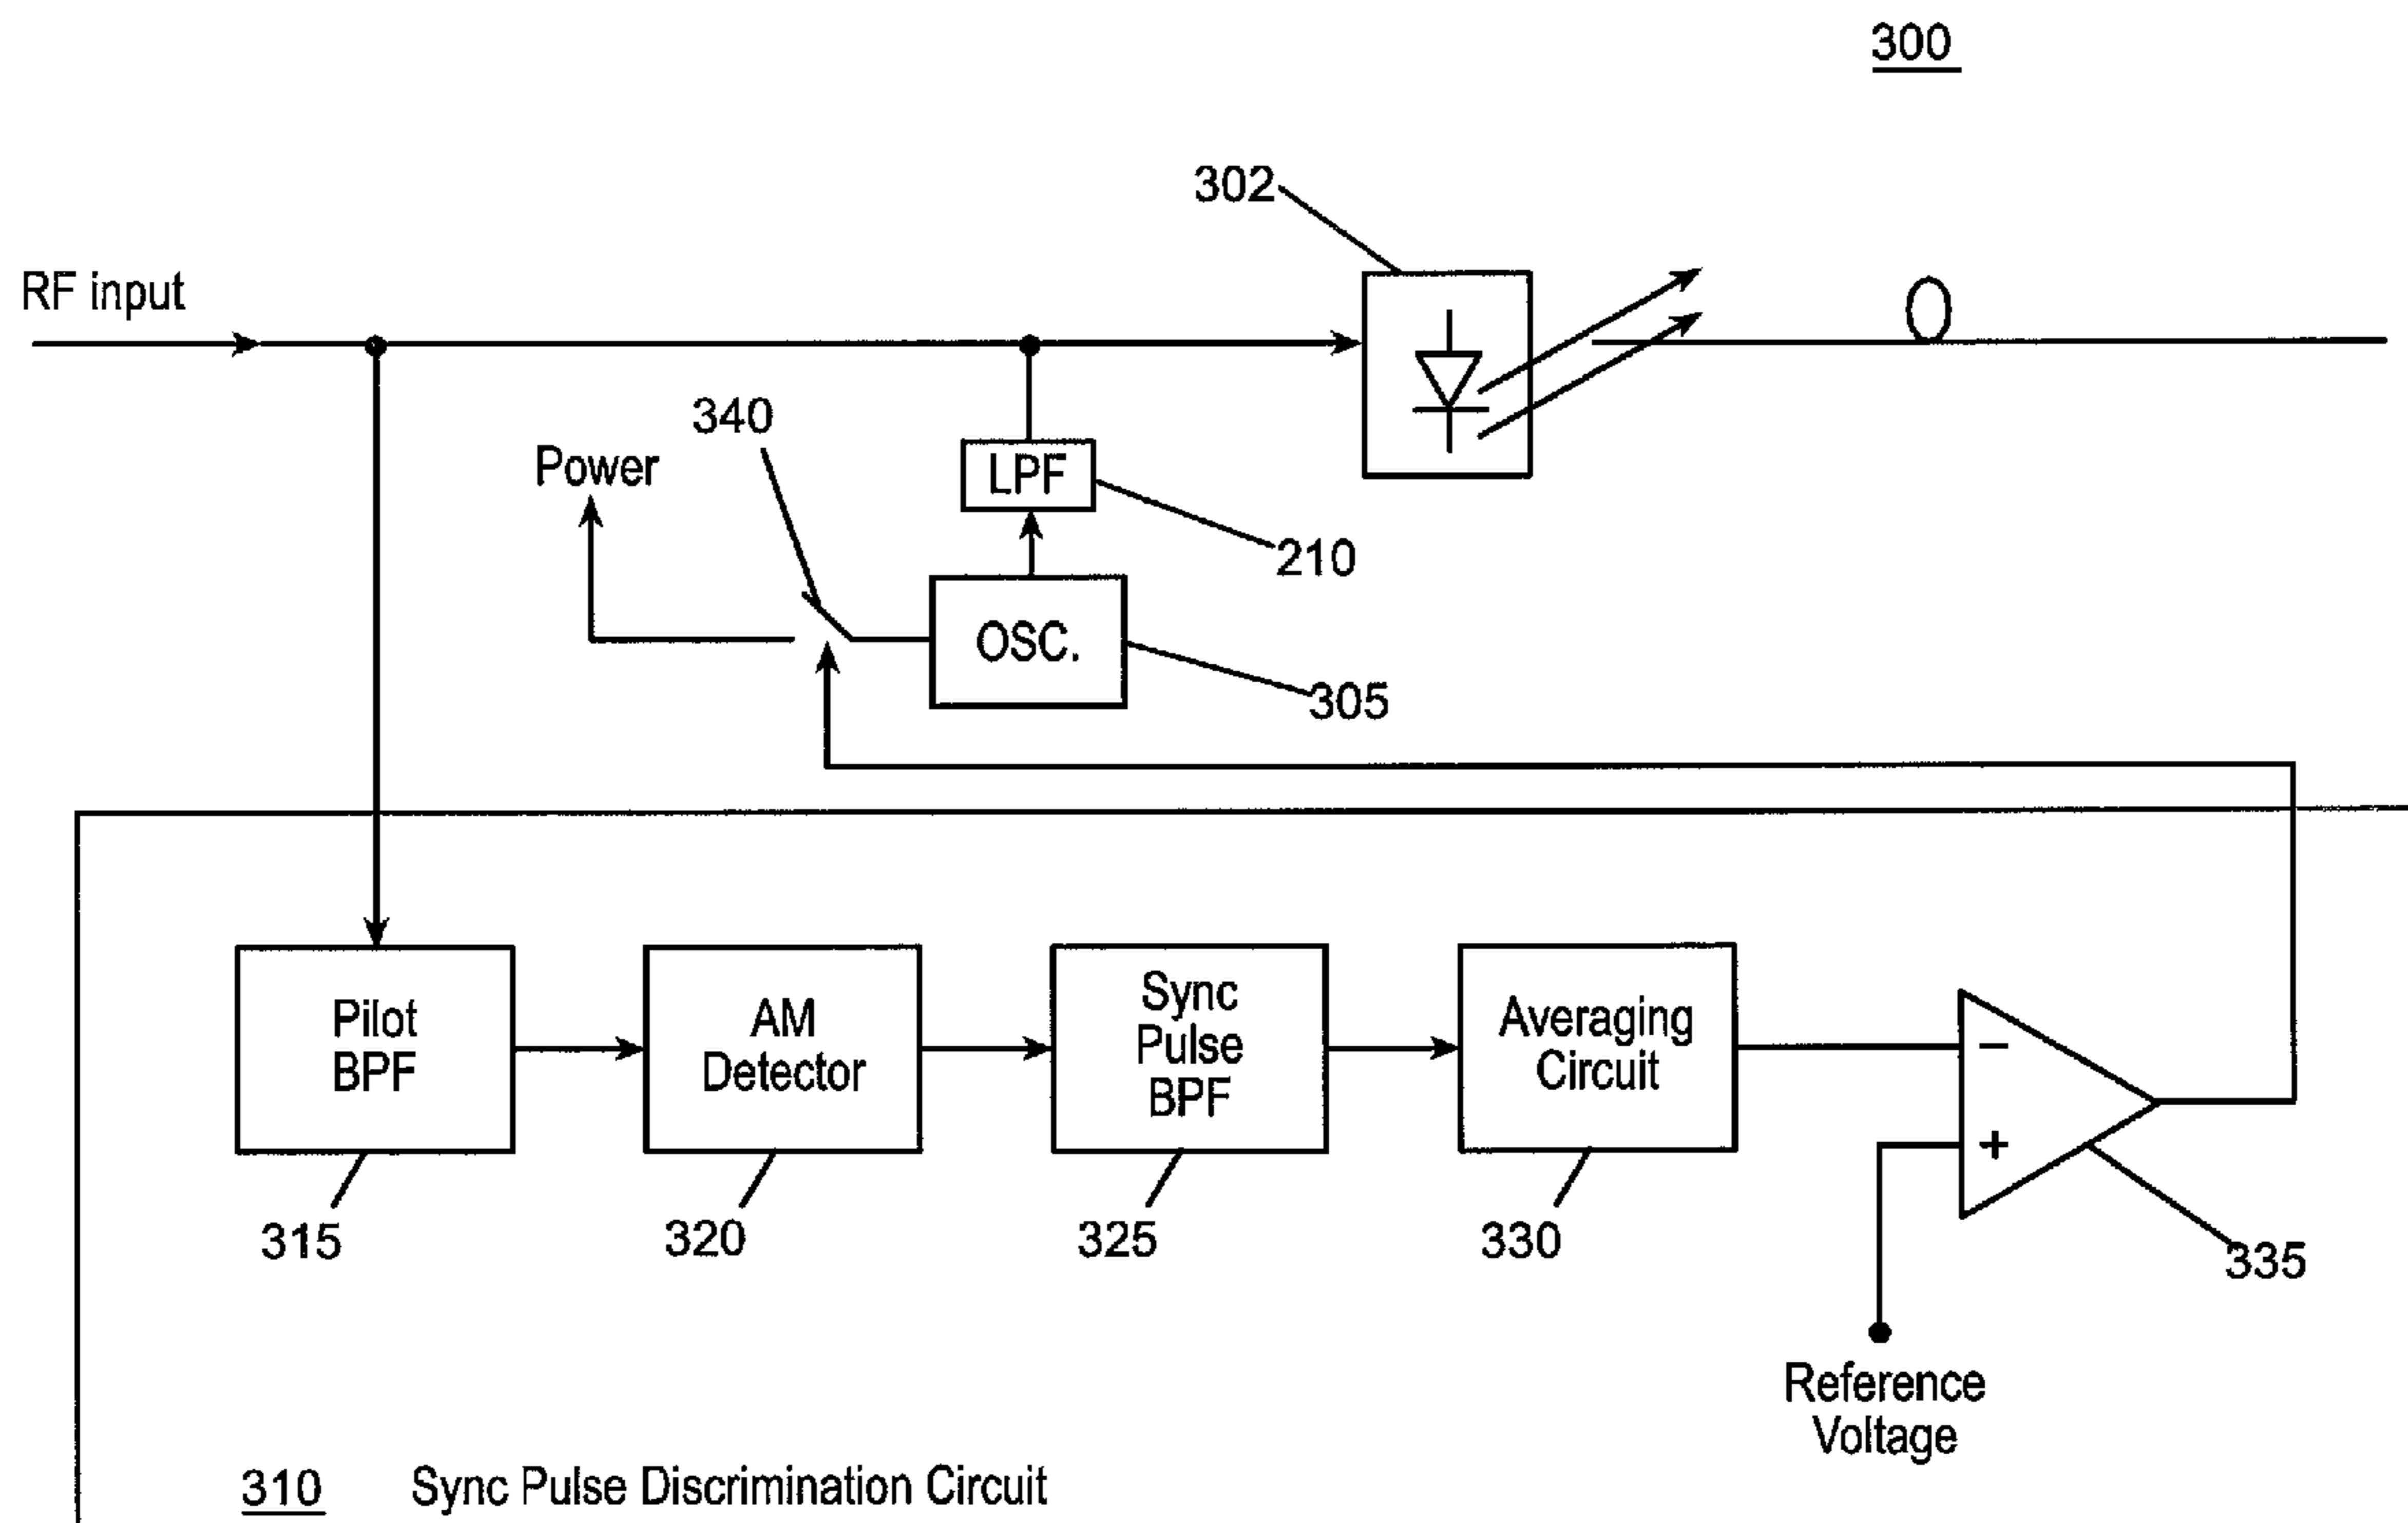 300
302
RF input
340
Power
LPF
210
OSC.
305
Pilot
BPF
AM
Detector
Sync
Pulse
BPF
Averaging
Circuit
−
+
315
320
325
330
335
Reference
Voltage
310 Sync Pulse Discrimination Circuit